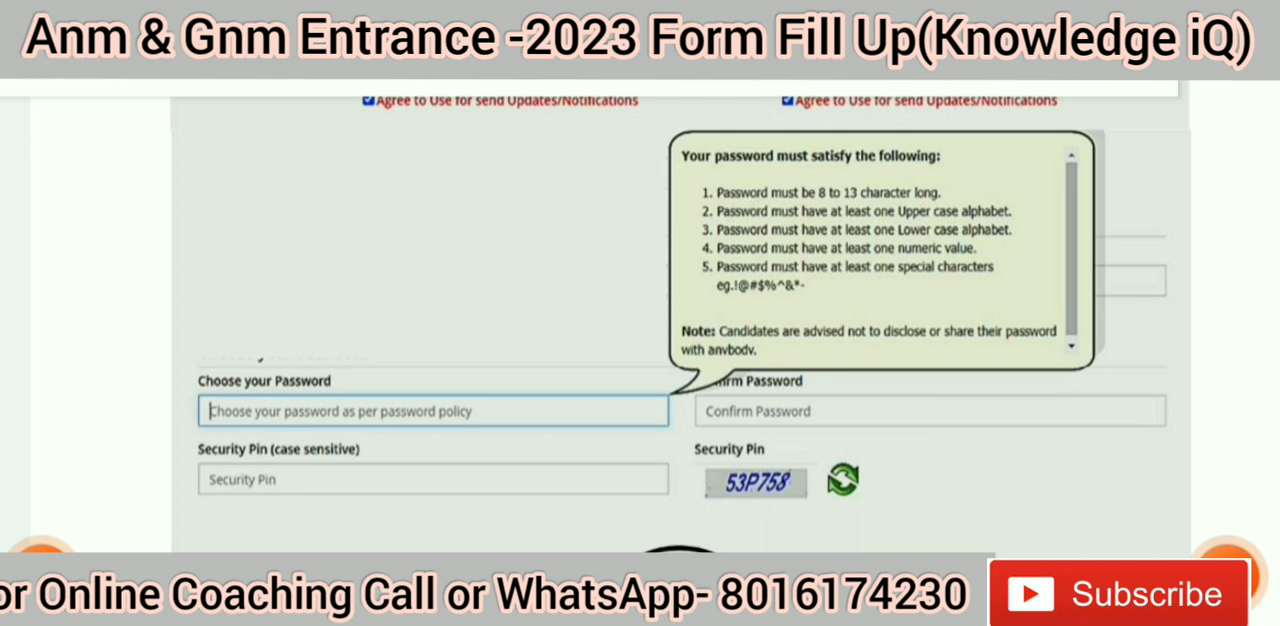 Anm & Gnm Entrance -2023 Form Fill Up(Knowledge iQ)
Agree to Use for send Updates/Notifications
Agree to Use for send Updates/Notifications
Your password must satisfy the following:
1. Password must be 8 to 13 character long.
2. Password must have at least one Upper case alphabet.
3. Password must have at least one Lower case alphabet.
4. Password must have at least one numeric value.
5. Password must have at least one special characters
eg.!@#$%^&*-
Note: Candidates are advised not to disclose or share their password
with anybody.
Choose your Password
irm Password
Choose your password as per password policy
Confirm Password
Security Pin (case sensitive)
Security Pin
Security Pin
53P758
or Online Coaching Call or WhatsApp- 8016174230
Subscribe